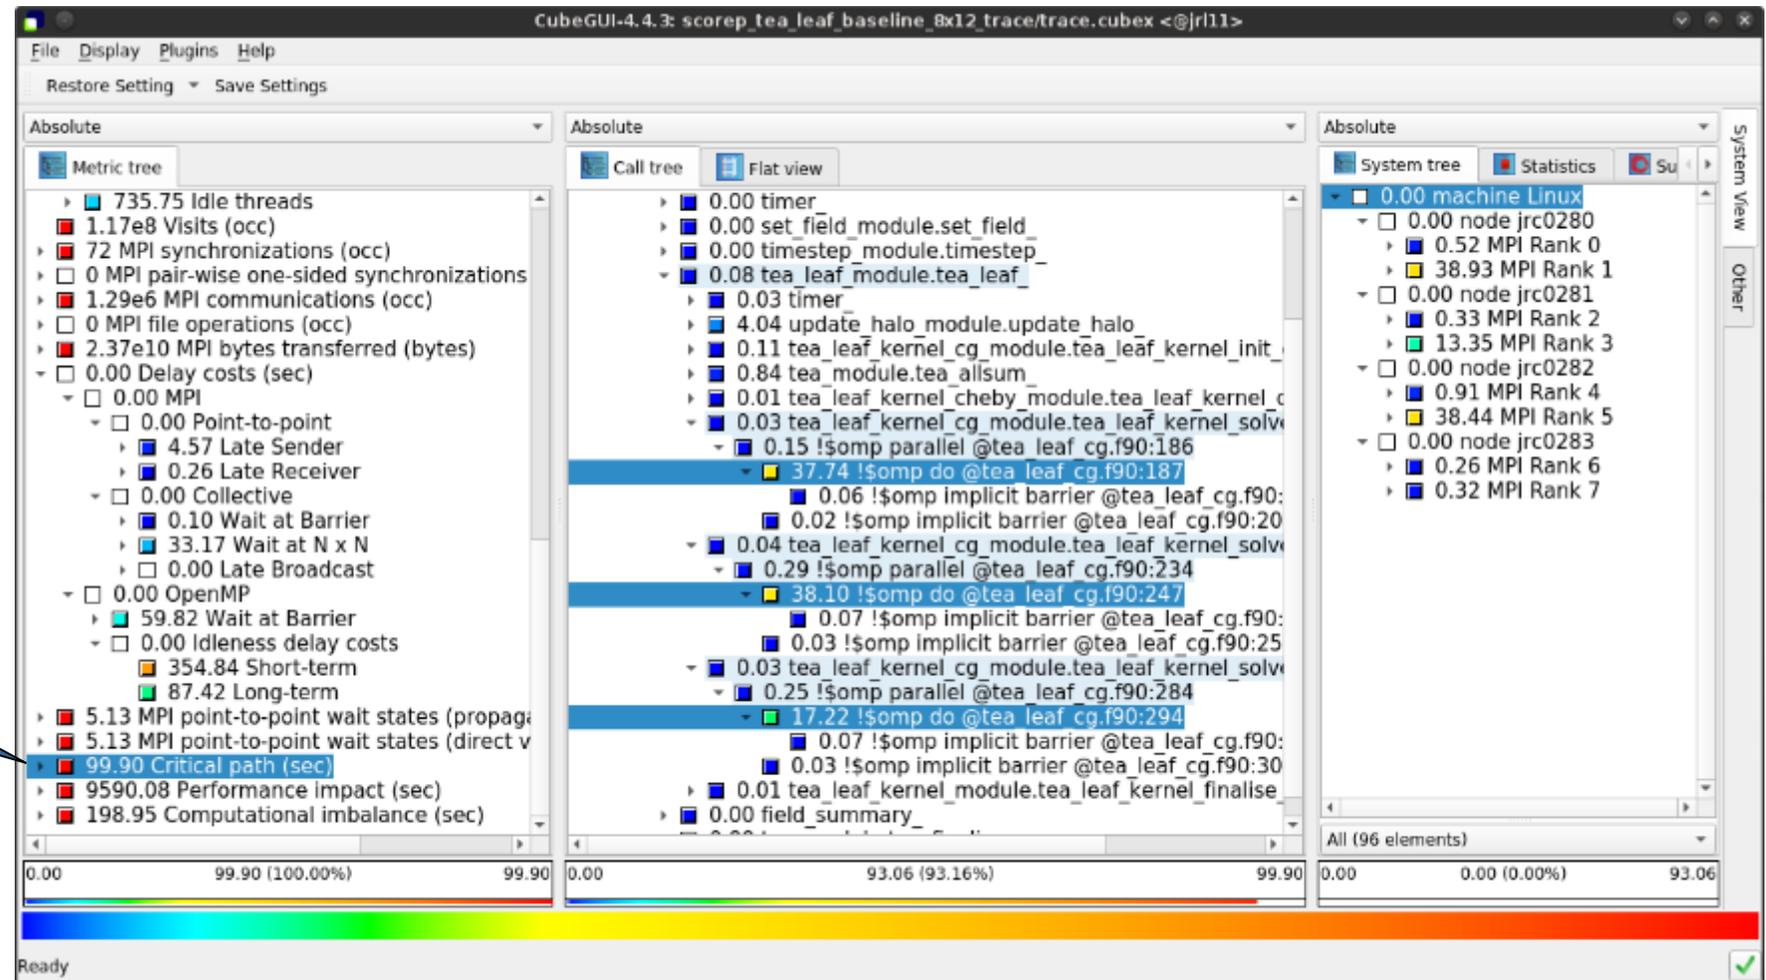 CubeGUI-4.4.3: scorep_tea_leaf_baseline_8x12_trace/trace.cubex <@jrl11>
File Display Plugins Help
Restore Setting Save Settings
Absolute
Metric tree
735.75 Idle threads
1.17e8 Visits (occ)
72 MPI synchronizations (occ)
0 MPI pair-wise one-sided synchronizations
1.29e6 MPI communications (occ)
0 MPI file operations (occ)
2.37e10 MPI bytes transferred (bytes)
0.00 Delay costs (sec)
0.00 MPI
0.00 Point-to-point
4.57 Late Sender
0.26 Late Receiver
0.00 Collective
0.10 Wait at Barrier
33.17 Wait at N x N
0.00 Late Broadcast
0.00 OpenMP
59.82 Wait at Barrier
0.00 Idleness delay costs
354.84 Short-term
87.42 Long-term
5.13 MPI point-to-point wait states (propaga
5.13 MPI point-to-point wait states (direct v
99.90 Critical path (sec)
9590.08 Performance impact (sec)
198.95 Computational imbalance (sec)
0.00 99.90 (100.00%) 99.90
Absolute
Call tree Flat view
0.00 timer_
0.00 set_field_module.set_field_
0.00 timestep_module.timestep_
0.08 tea_leaf_module.tea_leaf_
0.03 timer_
4.04 update_halo_module.update_halo_
0.11 tea_leaf_kernel_cg_module.tea_leaf_kernel_init_
0.84 tea_module.tea_allsum_
0.01 tea_leaf_kernel_cheby_module.tea_leaf_kernel_c
0.03 tea_leaf_kernel_cg_module.tea_leaf_kernel_solve
0.15 !$omp parallel @tea_leaf_cg.f90:186
37.74 !$omp do @tea_leaf_cg.f90:187
0.06 !$omp implicit barrier @tea_leaf_cg.f90:
0.02 !$omp implicit barrier @tea_leaf_cg.f90:20
0.04 tea_leaf_kernel_cg_module.tea_leaf_kernel_solve
0.29 !$omp parallel @tea_leaf_cg.f90:234
38.10 !$omp do @tea_leaf_cg.f90:247
0.07 !$omp implicit barrier @tea_leaf_cg.f90:
0.03 !$omp implicit barrier @tea_leaf_cg.f90:25
0.03 tea_leaf_kernel_cg_module.tea_leaf_kernel_solve
0.25 !$omp parallel @tea_leaf_cg.f90:284
17.22 !$omp do @tea_leaf_cg.f90:294
0.07 !$omp implicit barrier @tea_leaf_cg.f90:
0.03 !$omp implicit barrier @tea_leaf_cg.f90:30
0.01 tea_leaf_kernel_module.tea_leaf_kernel_finalise_
0.00 field_summary_
0.00 93.06 (93.16%) 99.90
Absolute
System tree Statistics Su
0.00 machine Linux
0.00 node jrc0280
0.52 MPI Rank 0
38.93 MPI Rank 1
0.00 node jrc0281
0.33 MPI Rank 2
13.35 MPI Rank 3
0.00 node jrc0282
0.91 MPI Rank 4
38.44 MPI Rank 5
0.00 node jrc0283
0.26 MPI Rank 6
0.32 MPI Rank 7
All (96 elements)
0.00 0.00 (0.00%) 93.06
System View
Other
Ready